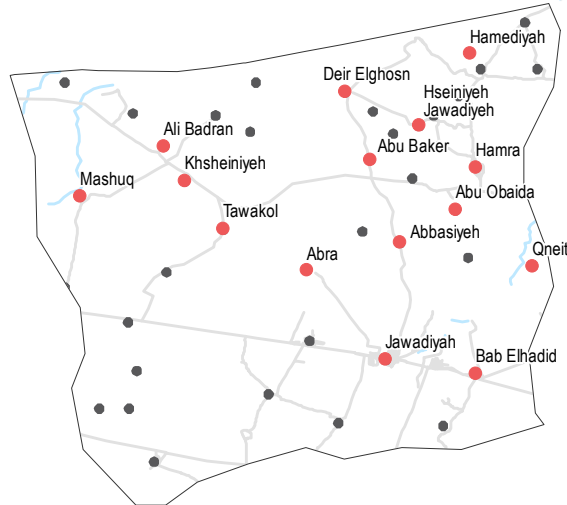 Hamediyah
Deir Elghosn
Hseiniyeh
Jawadiyeh
Ali Badran
Abu Baker
Hamra
Khsheiniyeh
Mashuq
Abu Obaida
Tawakol
Abbasiyeh
Qneit
Abra
Jawadiyah
Bab Elhadid